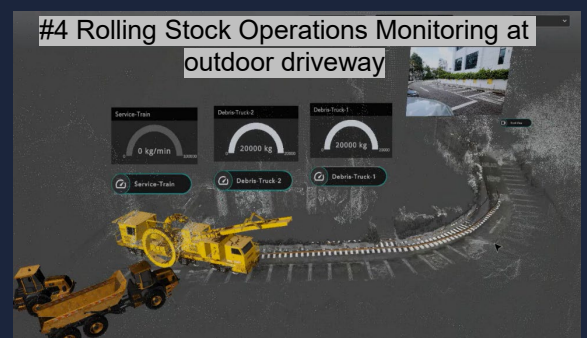 #4 Rolling Stock Operations Monitoring at
outdoor driveway
Service-Train
0 kg/min
Debris-Truck-2
20000 kg
Debris-Truck-1
20000 kg
Service-Train
Debris-Truck-2
Debris-Truck-1